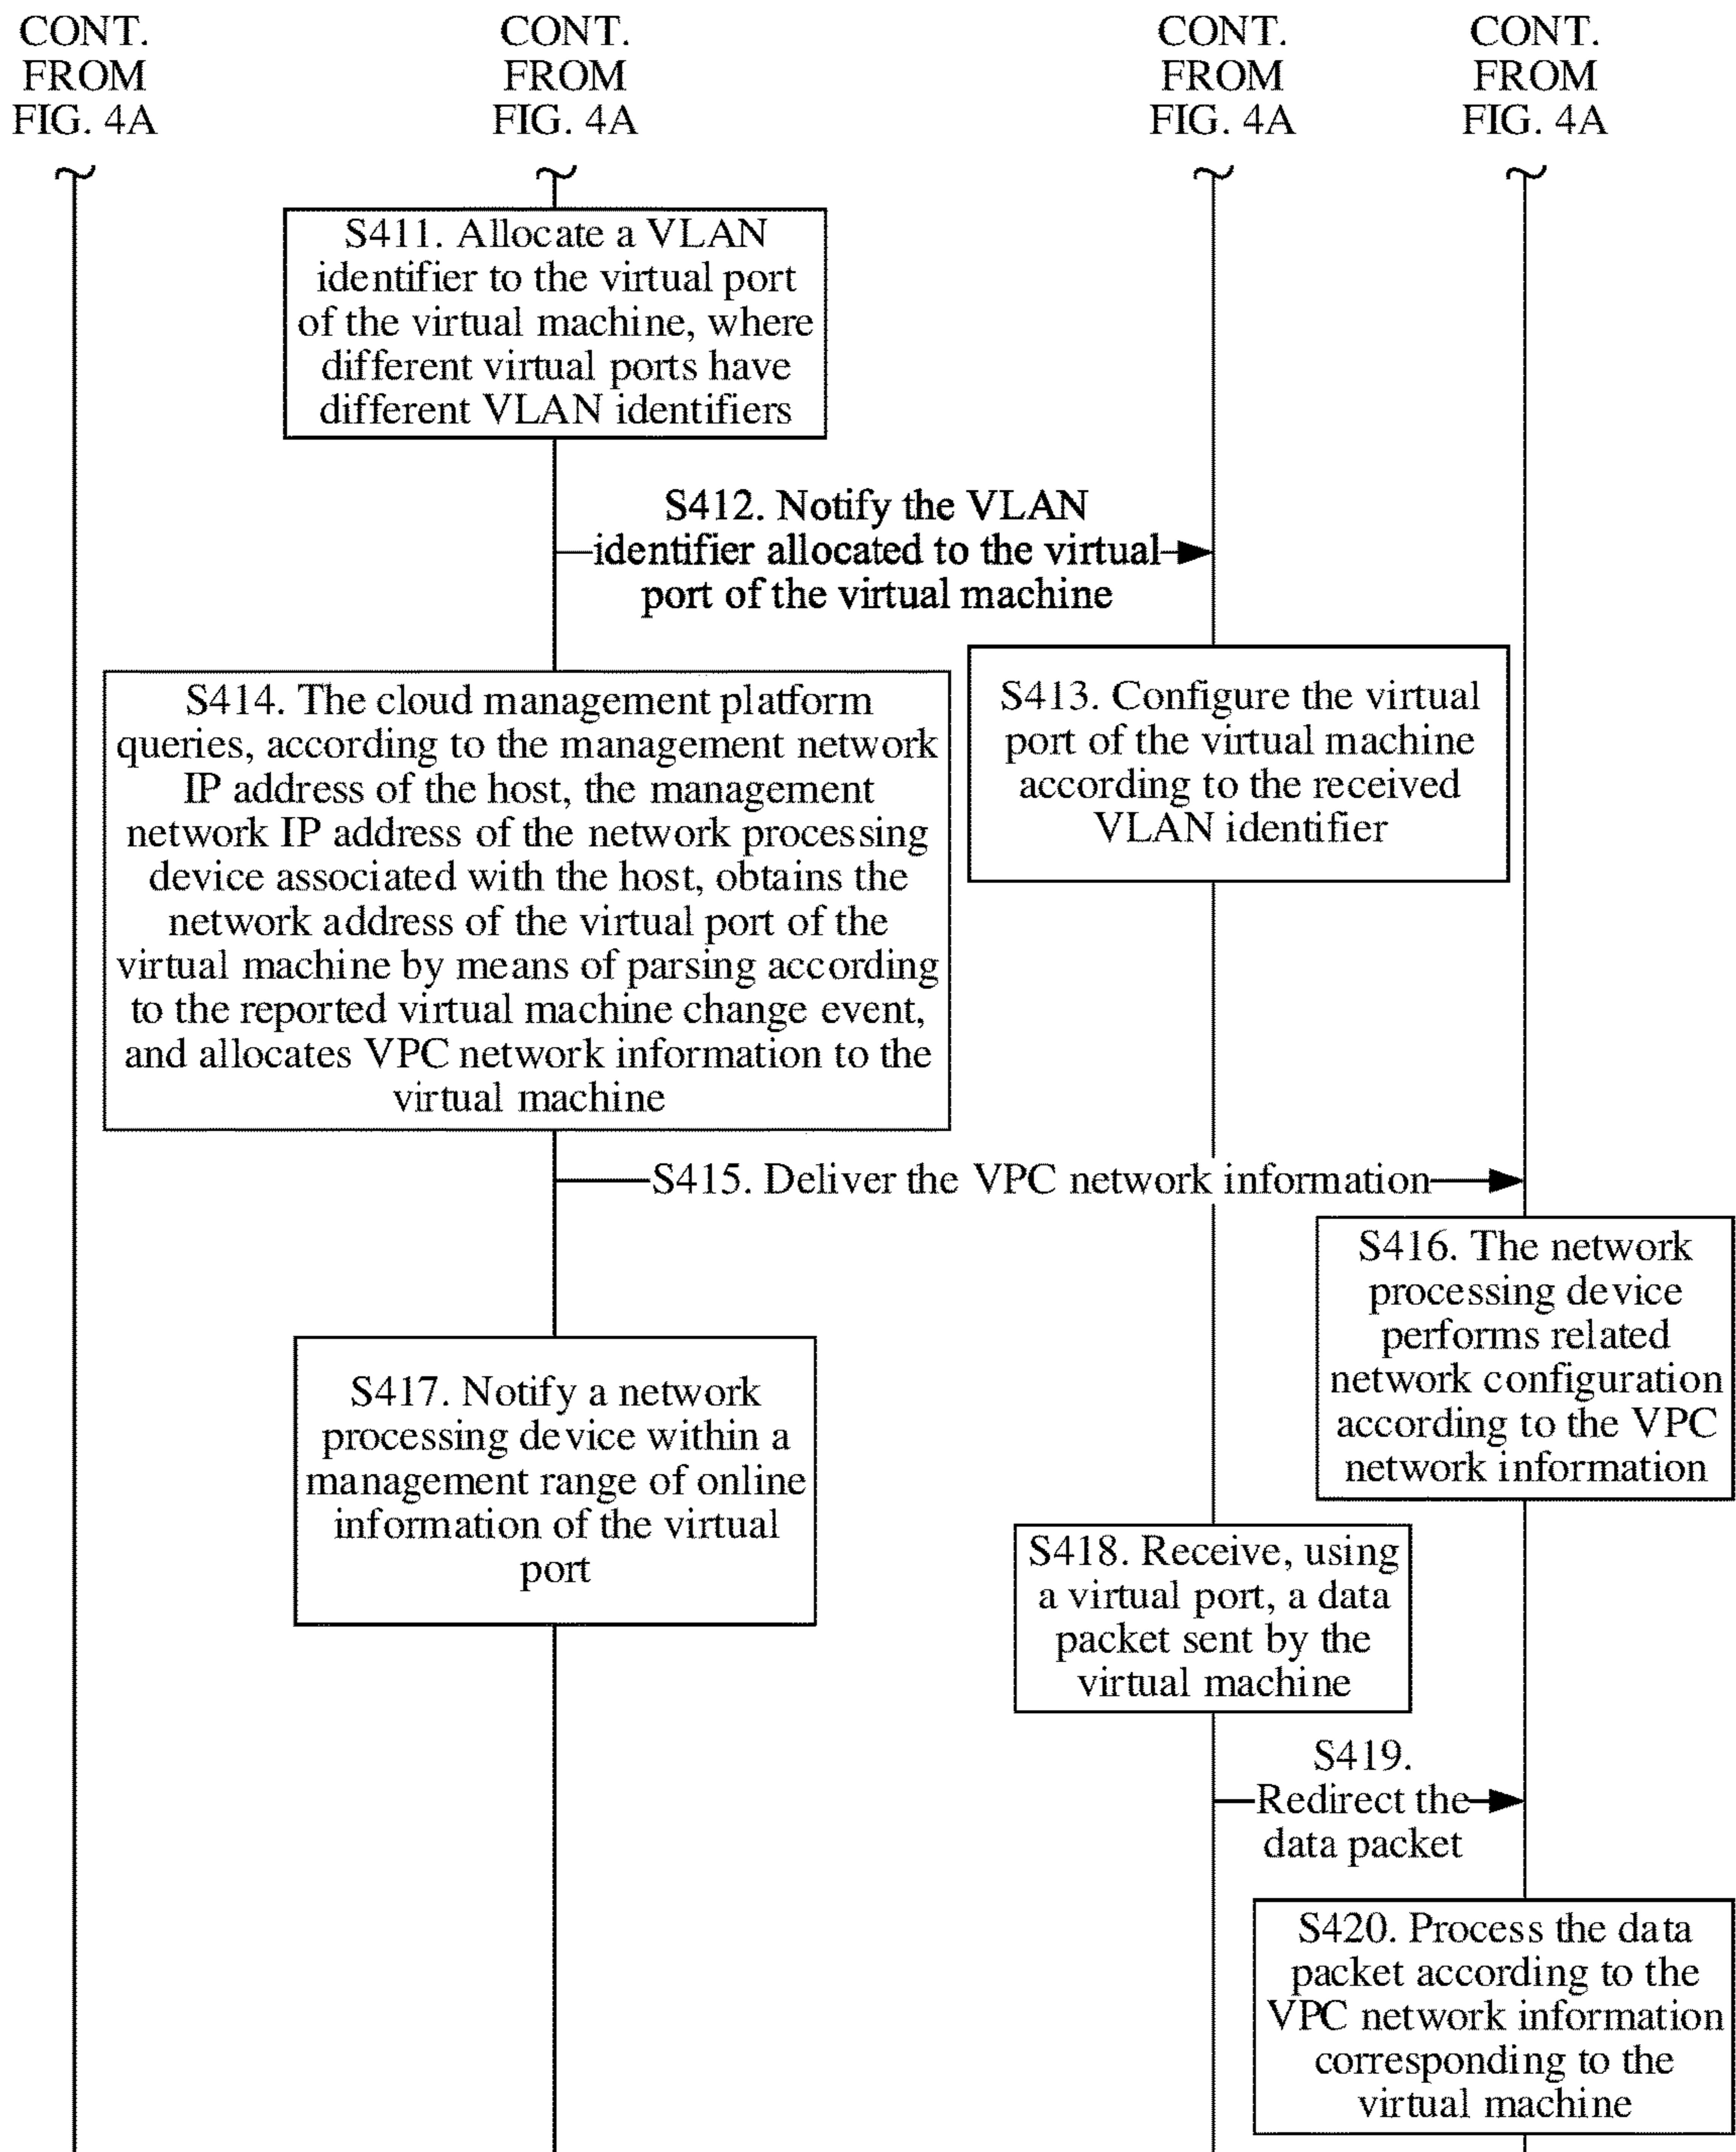 CONT.
FROM
FIG. 4A
CONT.
FROM
FIG. 4A
CONT.
FROM
FIG. 4A
CONT.
FROM
FIG. 4A
S411. Allocate a VLAN
identifier to the virtual port
of the virtual machine, where
different virtual ports have
different VLAN identifiers
S412. Notify the VLAN
identifier allocated to the virtual
port of the virtual machine
S413. Configure the virtual
port of the virtual machine
according to the received
VLAN identifier
S414. The cloud management platform
queries, according to the management network
IP address of the host, the management
network IP address of the network processing
device associated with the host, obtains the
network address of the virtual port of the
virtual machine by means of parsing according
to the reported virtual machine change event,
and allocates VPC network information to the
virtual machine
S415. Deliver the VPC network information
S416. The network
processing device
performs related
network configuration
according to the VPC
network information
S417. Notify a network
processing device within a
management range of online
information of the virtual
port
S418. Receive, using
a virtual port, a data
packet sent by the
virtual machine
S419.
Redirect the
data packet
S420. Process the data
packet according to the
VPC network information
corresponding to the
virtual machine